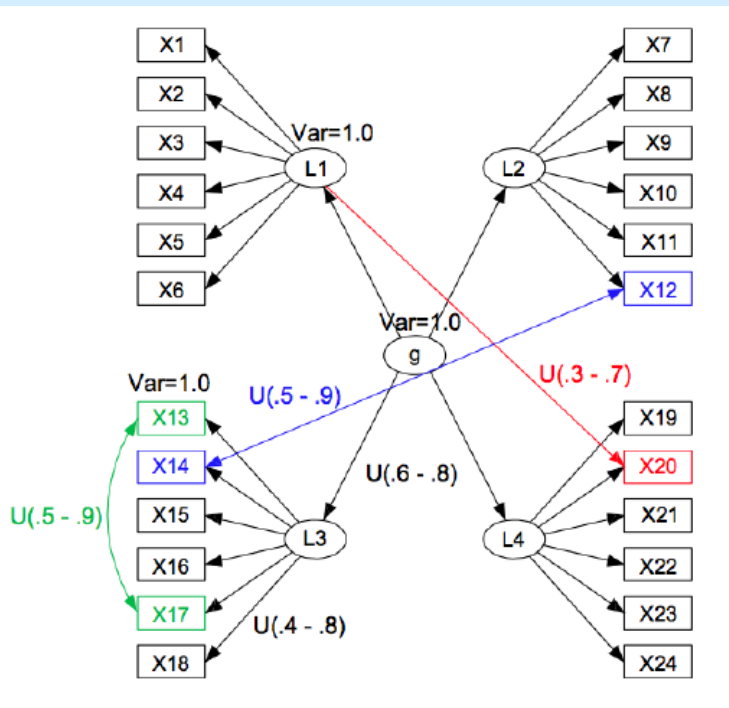 X1
X2
X3
X4
X5
X6
Var=1.0
L1
L2
X7
X8
X9
X10
X11
X12
Var=1.0
g
U(.3 - .7)
U(.5 - .9)
U(.6 - .8)
Var=1.0
X13
X14
X15
X16
X17
X18
U(.5 - .9)
L3
U(.4 - .8)
L4
X19
X20
X21
X22
X23
X24